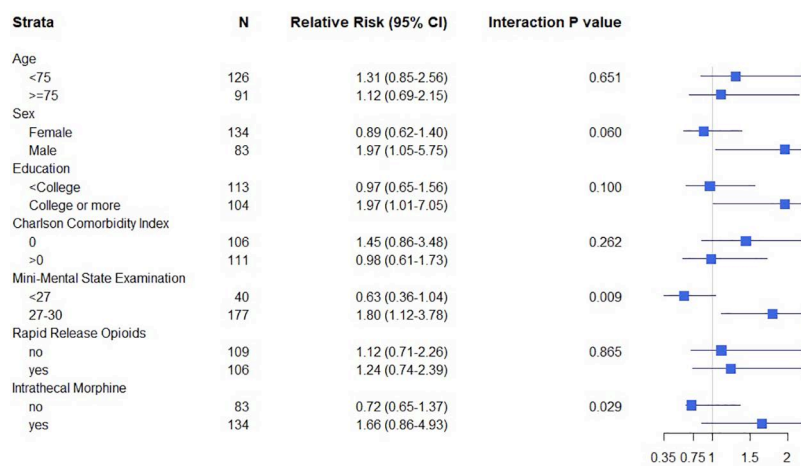 Strata N Relative Risk (95% CI) Interaction P value
Age
<75 126 1.31 (0.85-2.56) 0.651
>=75 91 1.12 (0.69-2.15)
Sex
Female 134 0.89 (0.62-1.40) 0.060
Male 83 1.97 (1.05-5.75)
Education
<College 113 0.97 (0.65-1.56) 0.100
College or more 104 1.97 (1.01-7.05)
Charlson Comorbidity Index
0 106 1.45 (0.86-3.48) 0.262
>0 111 0.98 (0.61-1.73)
Mini-Mental State Examination
<27 40 0.63 (0.36-1.04) 0.009
27-30 177 1.80 (1.12-3.78)
Rapid Release Opioids
no 109 1.12 (0.71-2.26) 0.865
yes 106 1.24 (0.74-2.39)
Intrathecal Morphine
no 83 0.72 (0.65-1.37) 0.029
yes 134 1.66 (0.86-4.93)
0.35 0.75 1 1.5 2